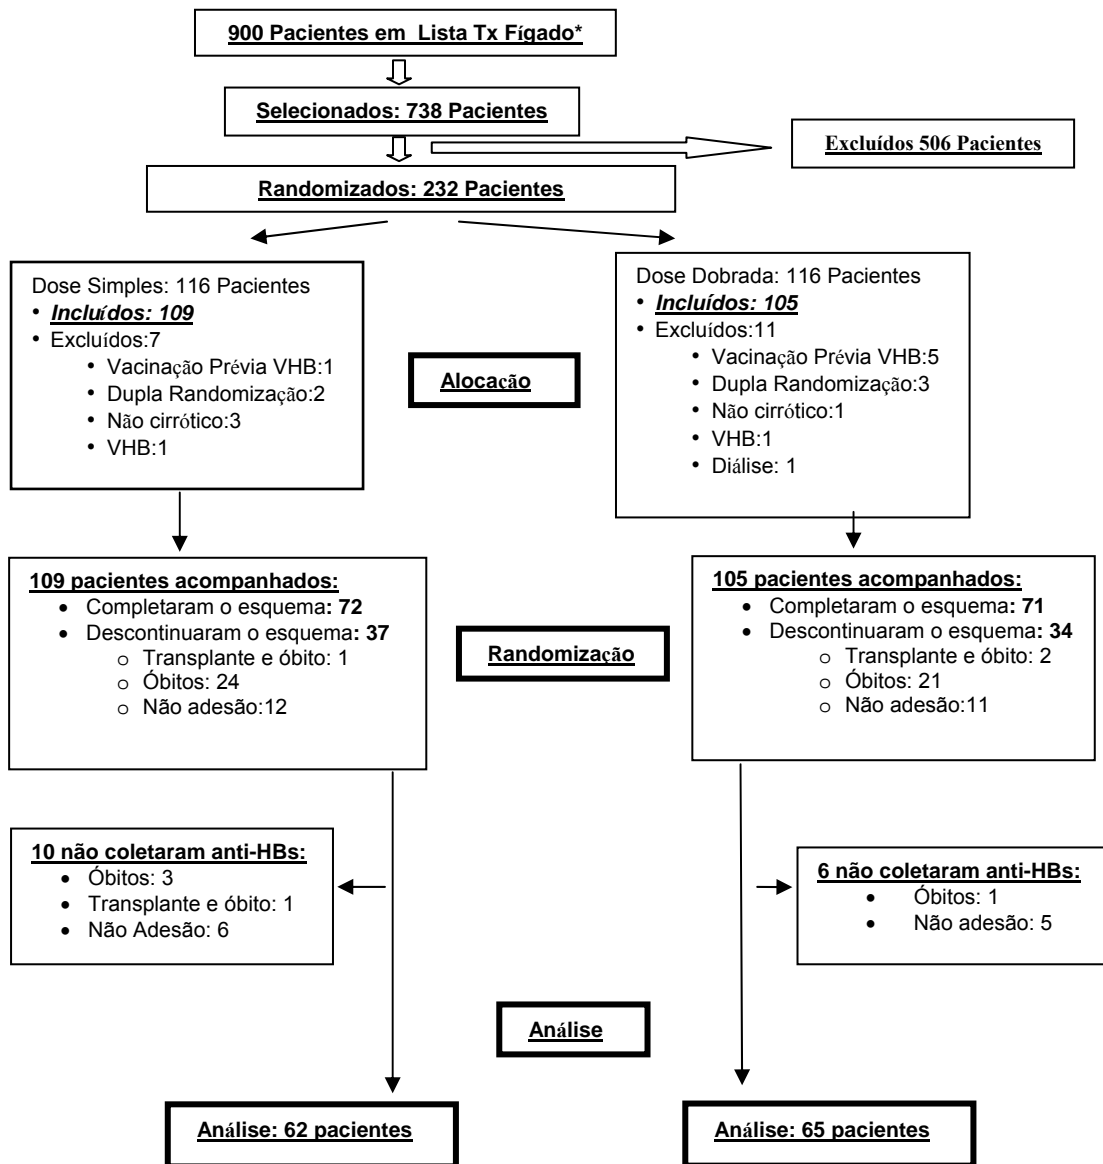 900 Pacientes em Lista Tx Fígado*
Selecionados: 738 Pacientes
Excluídos 506 Pacientes
Randomizados: 232 Pacientes
Dose Simples: 116 Pacientes
• Incluídos: 109
• Excluídos:7
• Vacinação Prévia VHB:1
• Dupla Randomização:2
• Não cirrótico:3
• VHB:1
Dose Dobrada: 116 Pacientes
• Incluídos: 105
• Excluídos:11
• Vacinação Prévia VHB:5
• Dupla Randomização:3
• Não cirrótico:1
• VHB:1
• Diálise: 1
Alocação
109 pacientes acompanhados:
• Completaram o esquema: 72
• Descontinuaram o esquema: 37
o Transplante e óbito: 1
o Óbitos: 24
o Não adesão:12
105 pacientes acompanhados:
• Completaram o esquema: 71
• Descontinuaram o esquema: 34
o Transplante e óbito: 2
o Óbitos: 21
o Não adesão:11
Randomização
10 não coletaram anti-HBs:
• Óbitos: 3
• Transplante e óbito: 1
• Não Adesão: 6
6 não coletaram anti-HBs:
• Óbitos: 1
• Não adesão: 5
Análise
Análise: 62 pacientes
Análise: 65 pacientes